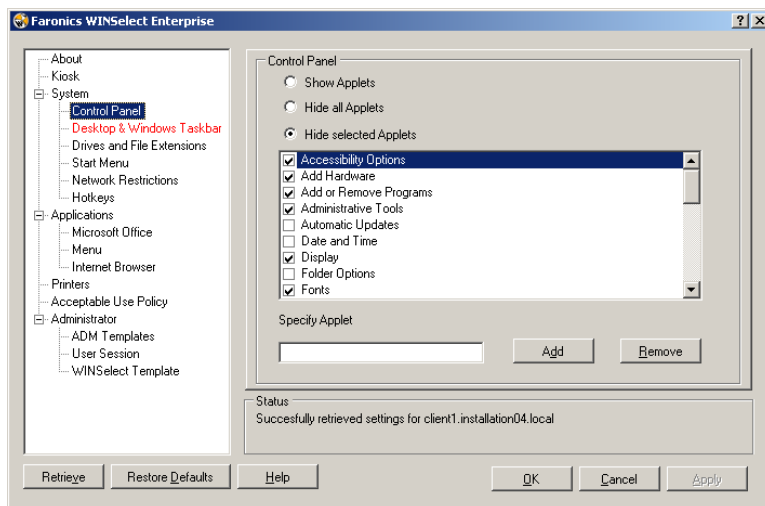 Faronics WINSelect Enterprise
About
Kiosk
System
Control Panel
Desktop & Windows Taskbar
Drives and File Extensions
Start Menu
Network Restrictions
Hotkeys
Applications
Microsoft Office
Menu
Internet Browser
Printers
Acceptable Use Policy
Administrator
ADM Templates
User Session
WINSelect Template
Control Panel
Show Applets
Hide all Applets
Hide selected Applets
Accessibility Options
Add Hardware
Add or Remove Programs
Administrative Tools
Automatic Updates
Date and Time
Display
Folder Options
Fonts
Specify Applet
Add
Remove
Status
Succesfully retrieved settings for client1.installation04.local
Retrieve
Restore Defaults
Help
OK
Cancel
Apply